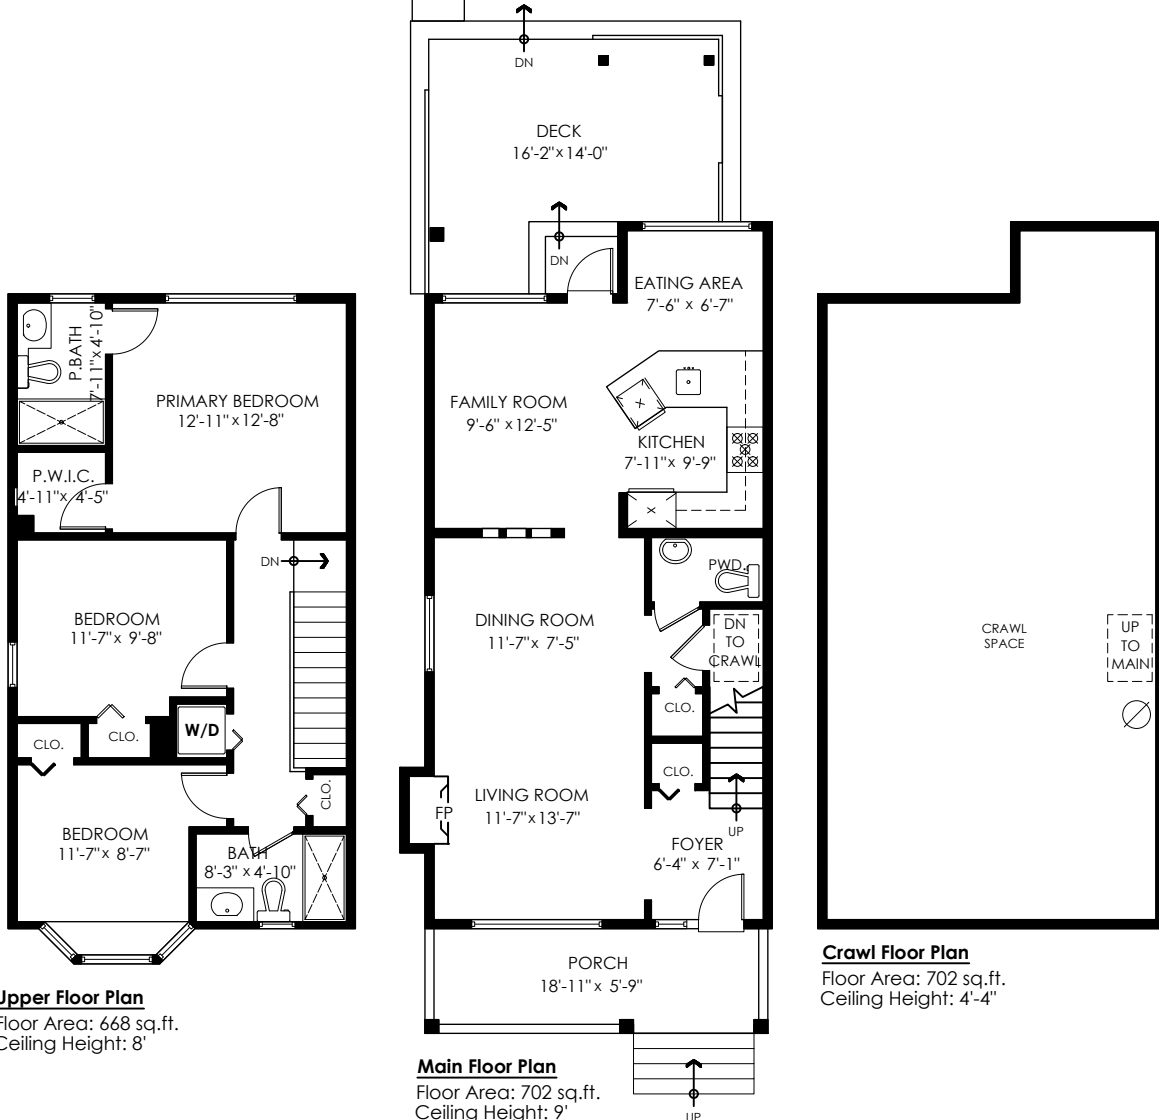 DN
DECK
16'-2" x 14'-0"
DN
EATING AREA
7'-6" x 6'-7"
FAMILY ROOM
9'-6" x 12'-5"
KITCHEN
7'-11" x 9'-9"
PWD.
DINING ROOM
11'-7" x 7'-5"
DN
TO
CRAWL
CLO.
CLO.
LIVING ROOM
11'-7" x 13'-7"
FP
UP
FOYER
6'-4" x 7'-1"
PORCH
18'-11" x 5'-9"
UP
Main Floor Plan
Floor Area: 702 sq.ft.
Ceiling Height: 9'
P.BATH
7'-11" x 4'-10"
PRIMARY BEDROOM
12'-11" x 12'-8"
P.W.I.C.
4'-11" x 4'-5"
DN
BEDROOM
11'-7" x 9'-8"
W/D
CLO.
CLO.
CLO.
BEDROOM
11'-7" x 8'-7"
BATH
8'-3" x 4'-10"
Upper Floor Plan
Floor Area: 668 sq.ft.
Ceiling Height: 8'
CRAWL
SPACE
UP
TO
MAIN
Crawl Floor Plan
Floor Area: 702 sq.ft.
Ceiling Height: 4'-4"